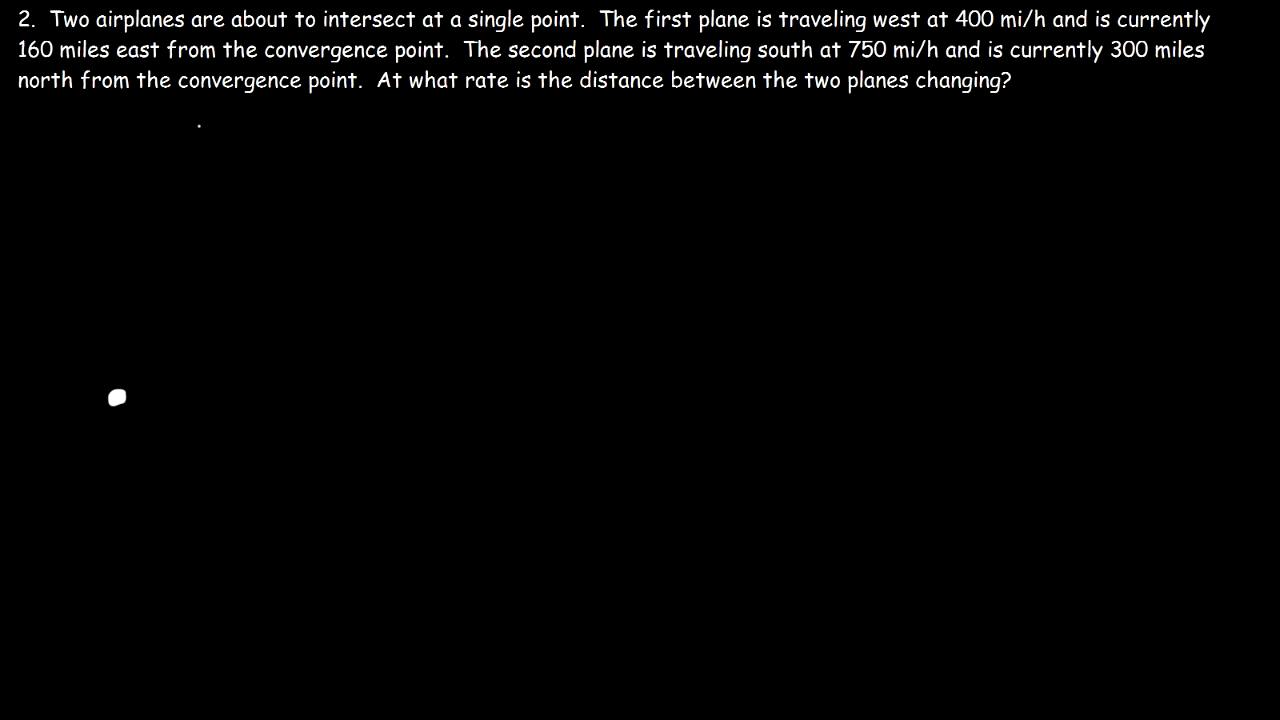 2.  Two airplanes are about to intersect at a single point.  The first plane is traveling west at 400 mi/h and is currently
160 miles east from the convergence point.  The second plane is traveling south at 750 mi/h and is currently 300 miles
north from the convergence point.  At what rate is the distance between the two planes changing?